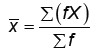 x̅ = Σ(fX) / Σf